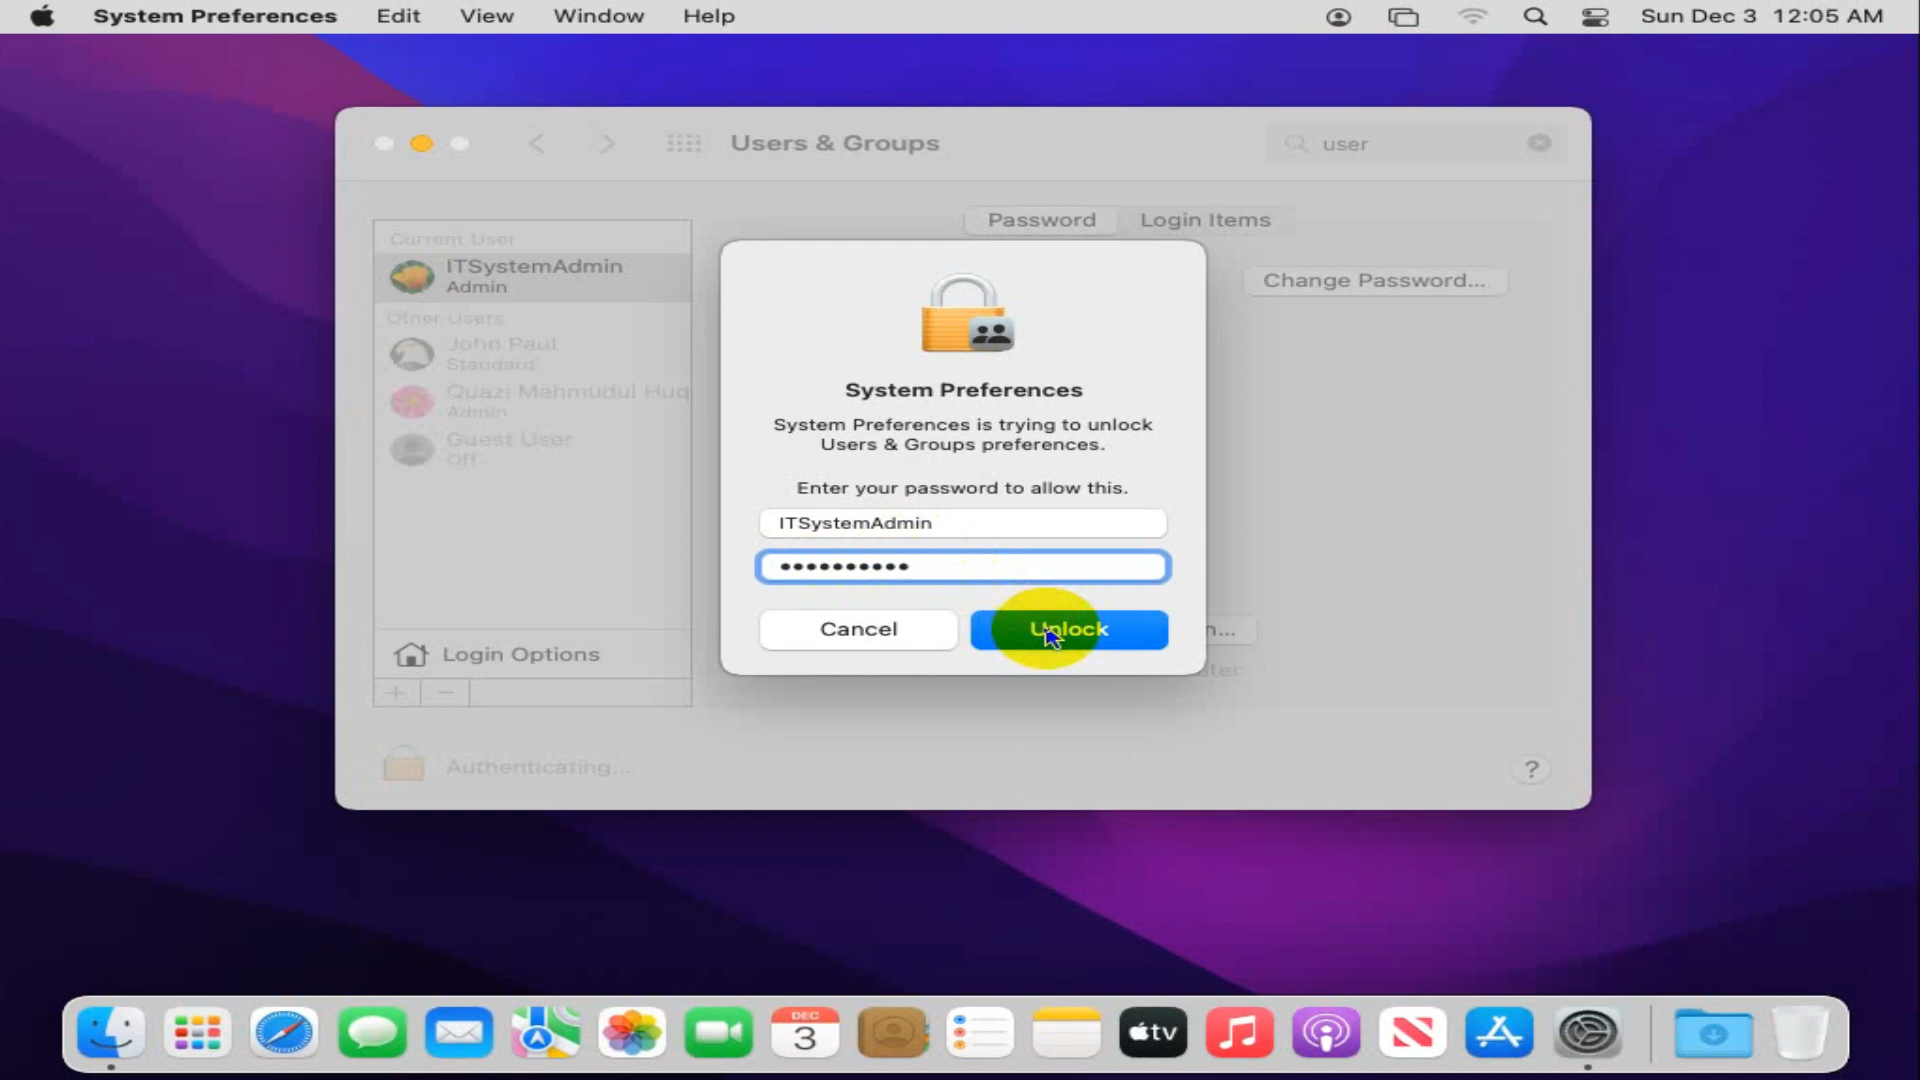 System Preferences Edit View Window Help Sun Dec 3 12:05 AM
Users & Groups
user
Password Login Items
Current User
ITSystemAdmin
Admin
Change Password...
Other Users
John Paul
Standard
Quazi Mahmudul Huq
Admin
Guest User
Off
System Preferences
System Preferences is trying to unlock
Users & Groups preferences.
Enter your password to allow this.
ITSystemAdmin
••••••••••
Cancel Unlock
n...
Login Options
+ −
Authenticating...
?
DEC
3
tv